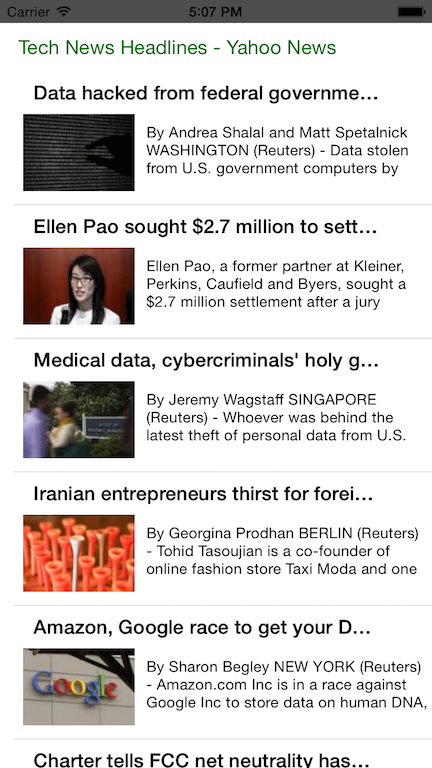 Carrier 5:07 PM
Tech News Headlines - Yahoo News
Data hacked from federal governme...
By Andrea Shalal and Matt Spetalnick
WASHINGTON (Reuters) - Data stolen
from U.S. government computers by
Ellen Pao sought $2.7 million to sett...
Ellen Pao, a former partner at Kleiner,
Perkins, Caufield and Byers, sought a
$2.7 million settlement after a jury
Medical data, cybercriminals' holy g...
By Jeremy Wagstaff SINGAPORE
(Reuters) - Whoever was behind the
latest theft of personal data from U.S.
Iranian entrepreneurs thirst for forei...
By Georgina Prodhan BERLIN (Reuters)
- Tohid Tasoujian is a co-founder of
online fashion store Taxi Moda and one
Amazon, Google race to get your D...
Google
By Sharon Begley NEW YORK (Reuters)
- Amazon.com Inc is in a race against
Google Inc to store data on human DNA,
Charter tells FCC net neutrality has...